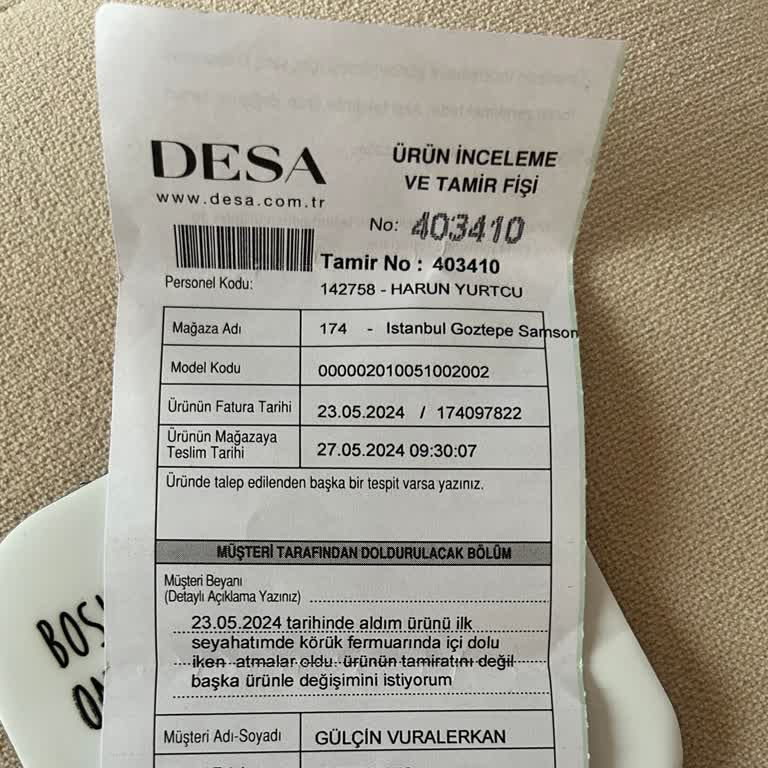 DESA
www.desa.com.tr
ÜRÜN İNCELEME
VE TAMİR FİŞİ
No: 403410
Tamir No : 403410
Personel Kodu: 142758 - HARUN YURTCU
Mağaza Adı 174 - Istanbul Goztepe Samson
Model Kodu 000002010051002002
Ürünün Fatura Tarihi 23.05.2024 / 174097822
Ürünün Mağazaya
Teslim Tarihi 27.05.2024 09:30:07
Üründe talep edilenden başka bir tespit varsa yazınız.
MÜŞTERİ TARAFINDAN DOLDURULACAK BÖLÜM
Müşteri Beyanı
(Detaylı Açıklama Yazınız)
23.05.2024 tarihinde aldım ürünü ilk
seyahatimde körük fermuarında içi dolu
iken atmalar oldu. ürünün tamiratını değil
başka ürünle değişimini istiyorum
Müşteri Adı-Soyadı GÜLÇİN VURALERKAN